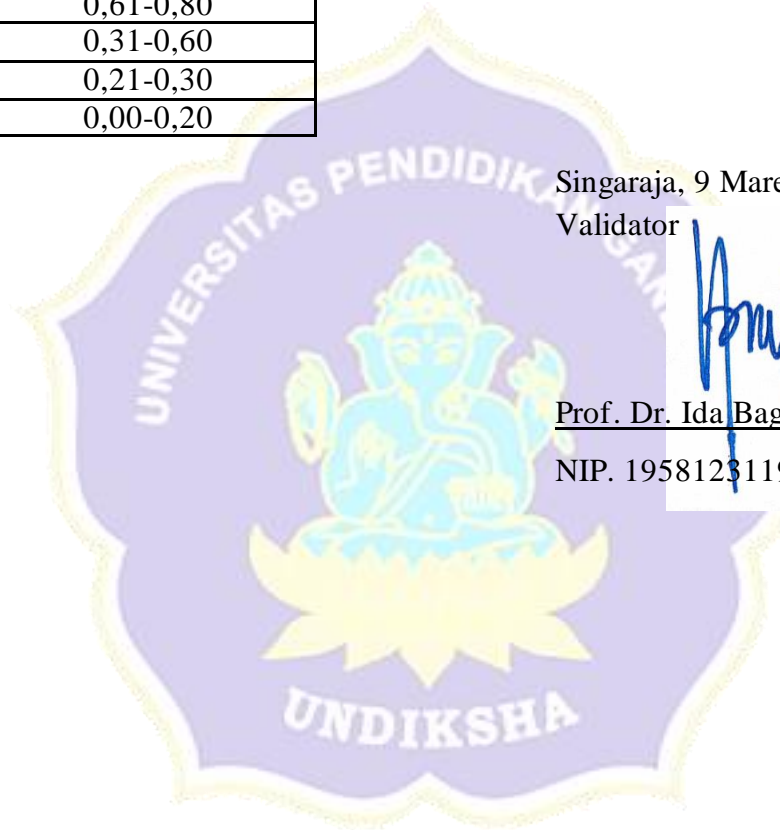 0,61-0,80
0,31-0,60
0,21-0,30
0,00-0,20
UNIVERSITAS PENDIDIKAN
UNDIKSHA
Singaraja, 9 Mare
Validator
Prof. Dr. Ida Bag
NIP. 195812311